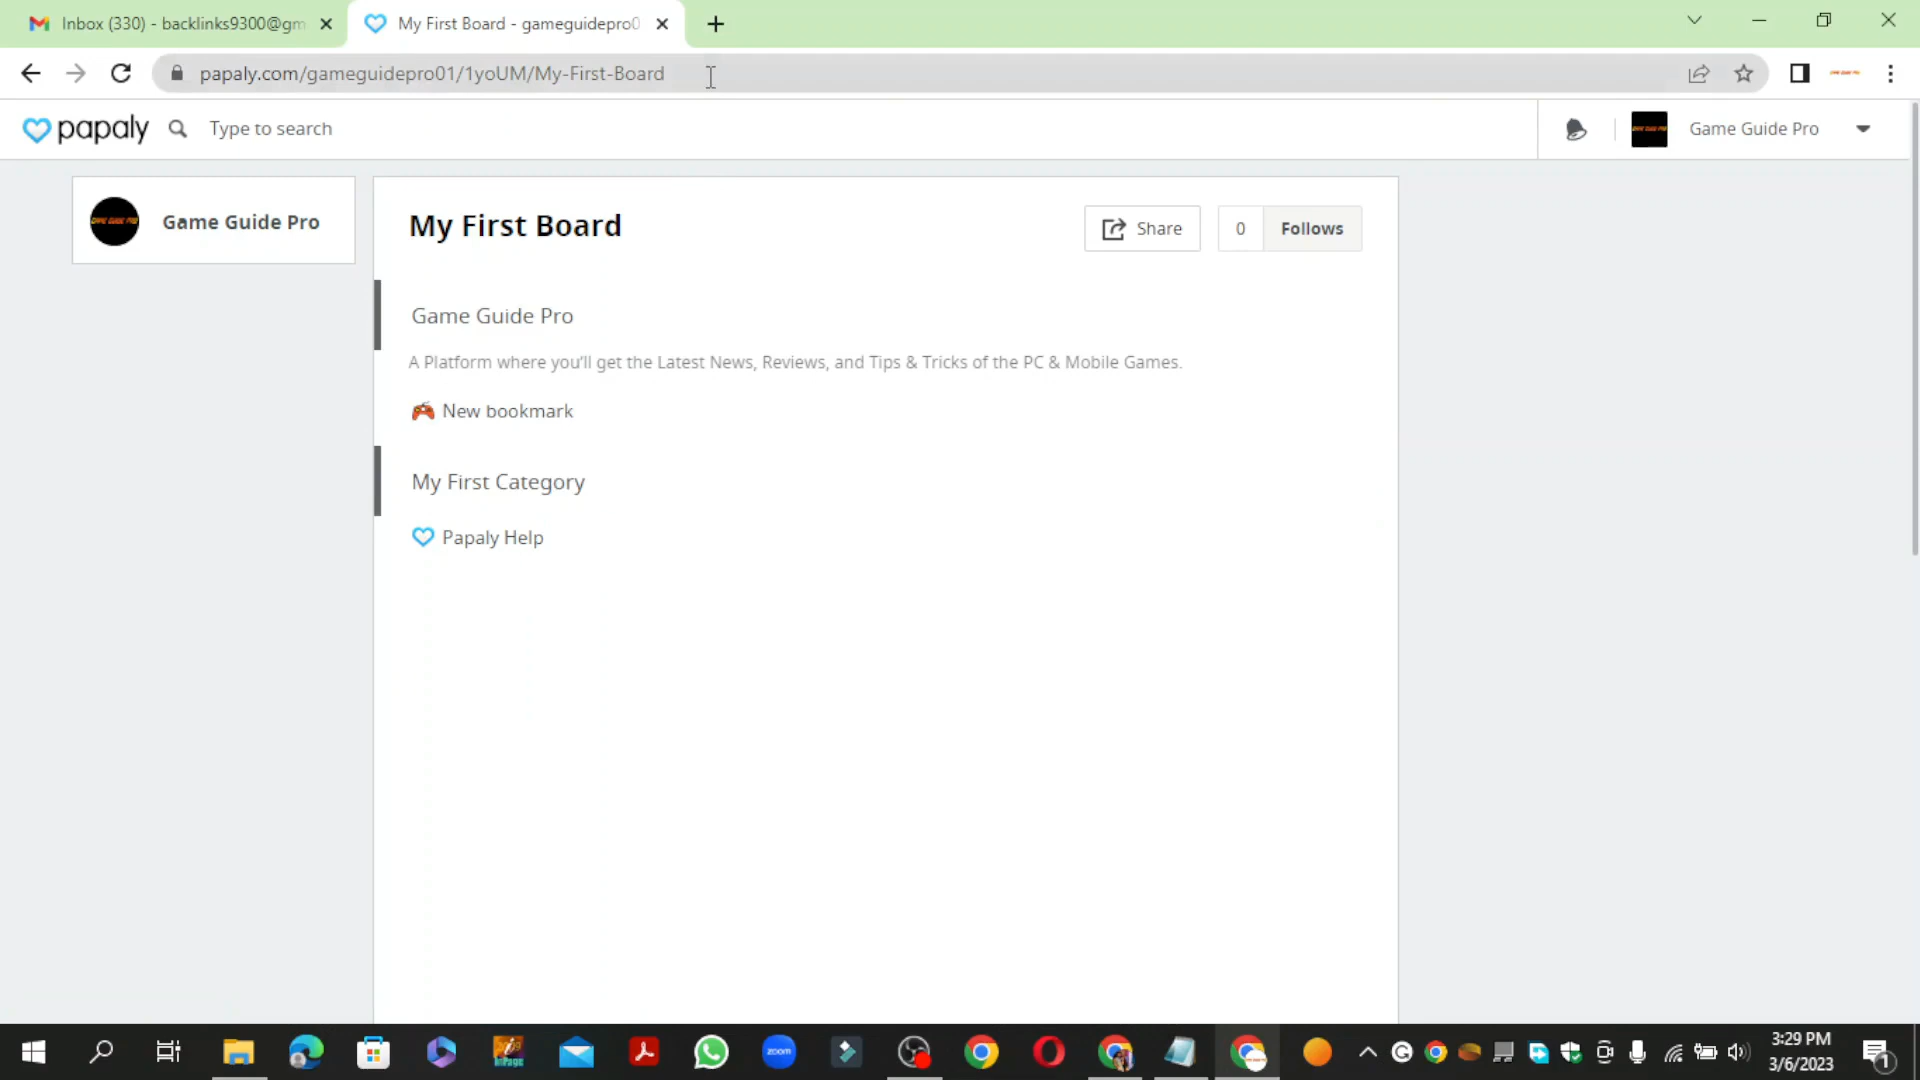 Inbox (330) - backlinks9300@gm
My First Board - gameguidepro0
papaly.com/gameguidepro01/1yoUM/My-First-Board
papaly
Type to search
Game Guide Pro
Game Guide Pro
My First Board
Share
0
Follows
Game Guide Pro
A Platform where you'll get the Latest News, Reviews, and Tips & Tricks of the PC & Mobile Games.
New bookmark
My First Category
Papaly Help
zoom
3:29 PM
3/6/2023
1